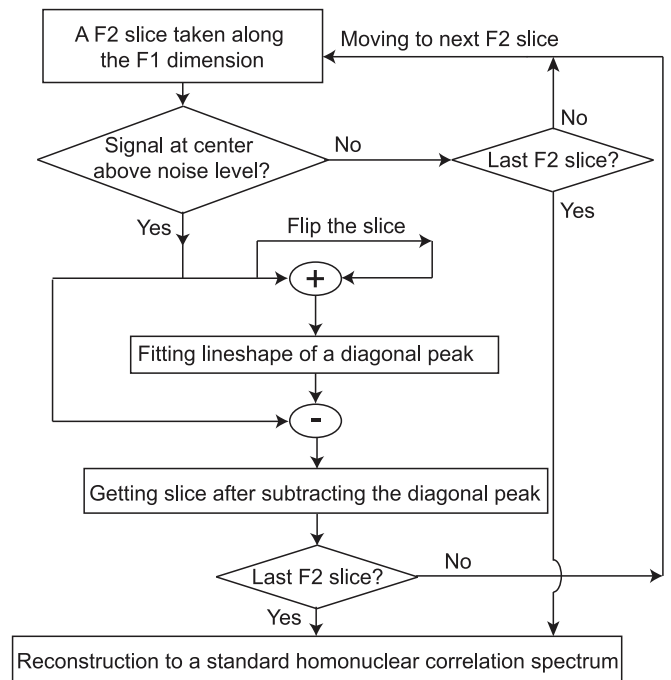 A F2 slice taken along
the F1 dimension
Moving to next F2 slice
Signal at center
above noise level?
No
Last F2 slice?
No
Yes
Yes
Flip the slice
+
Fitting lineshape of a diagonal peak
-
Getting slice after subtracting the diagonal peak
Last F2 slice?
No
Yes
Reconstruction to a standard homonuclear correlation spectrum